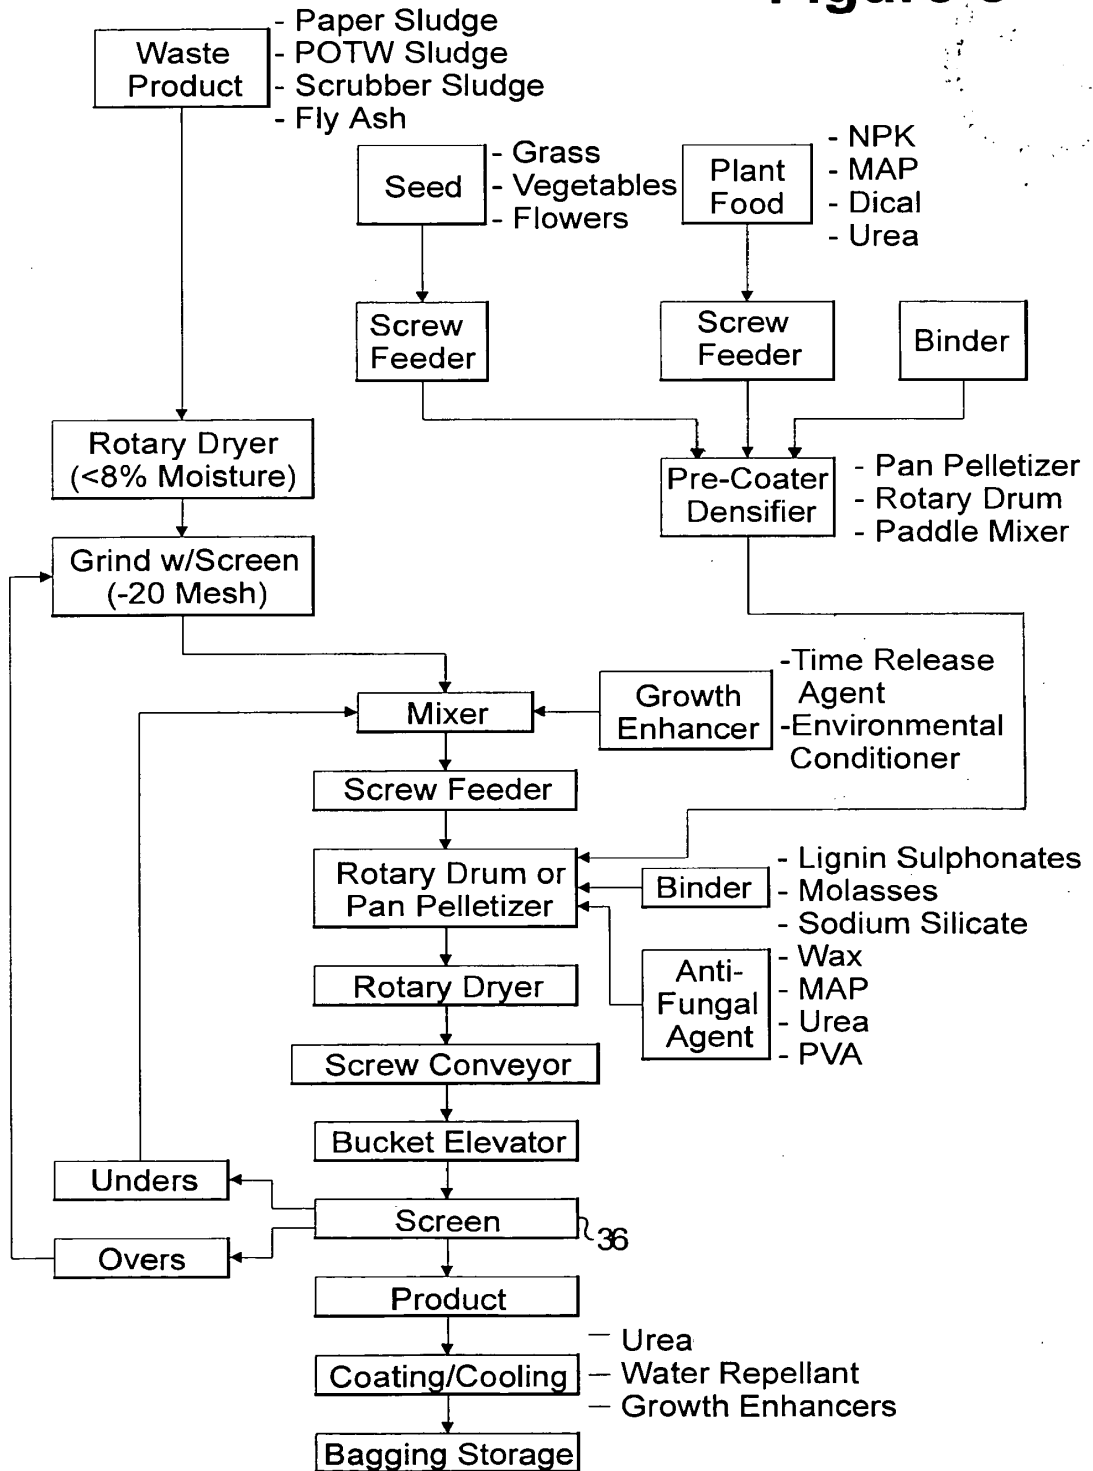 Waste
Product
- Paper Sludge
- POTW Sludge
- Scrubber Sludge
- Fly Ash
Seed
- Grass
- Vegetables
- Flowers
Plant
Food
- NPK
- MAP
- Dical
- Urea
Screw
Feeder
Screw
Feeder
Binder
Rotary Dryer
(<8% Moisture)
Pre-Coater
Densifier
- Pan Pelletizer
- Rotary Drum
- Paddle Mixer
Grind w/Screen
(-20 Mesh)
Mixer
Growth
Enhancer
-Time Release
Agent
-Environmental
Conditioner
Screw Feeder
Rotary Drum or
Pan Pelletizer
Binder
- Lignin Sulphonates
- Molasses
- Sodium Silicate
- Wax
- MAP
- Urea
- PVA
Anti-
Fungal
Agent
Rotary Dryer
Screw Conveyor
Bucket Elevator
Unders
Screen
36
Overs
Product
Coating/Cooling
— Urea
— Water Repellant
— Growth Enhancers
Bagging Storage